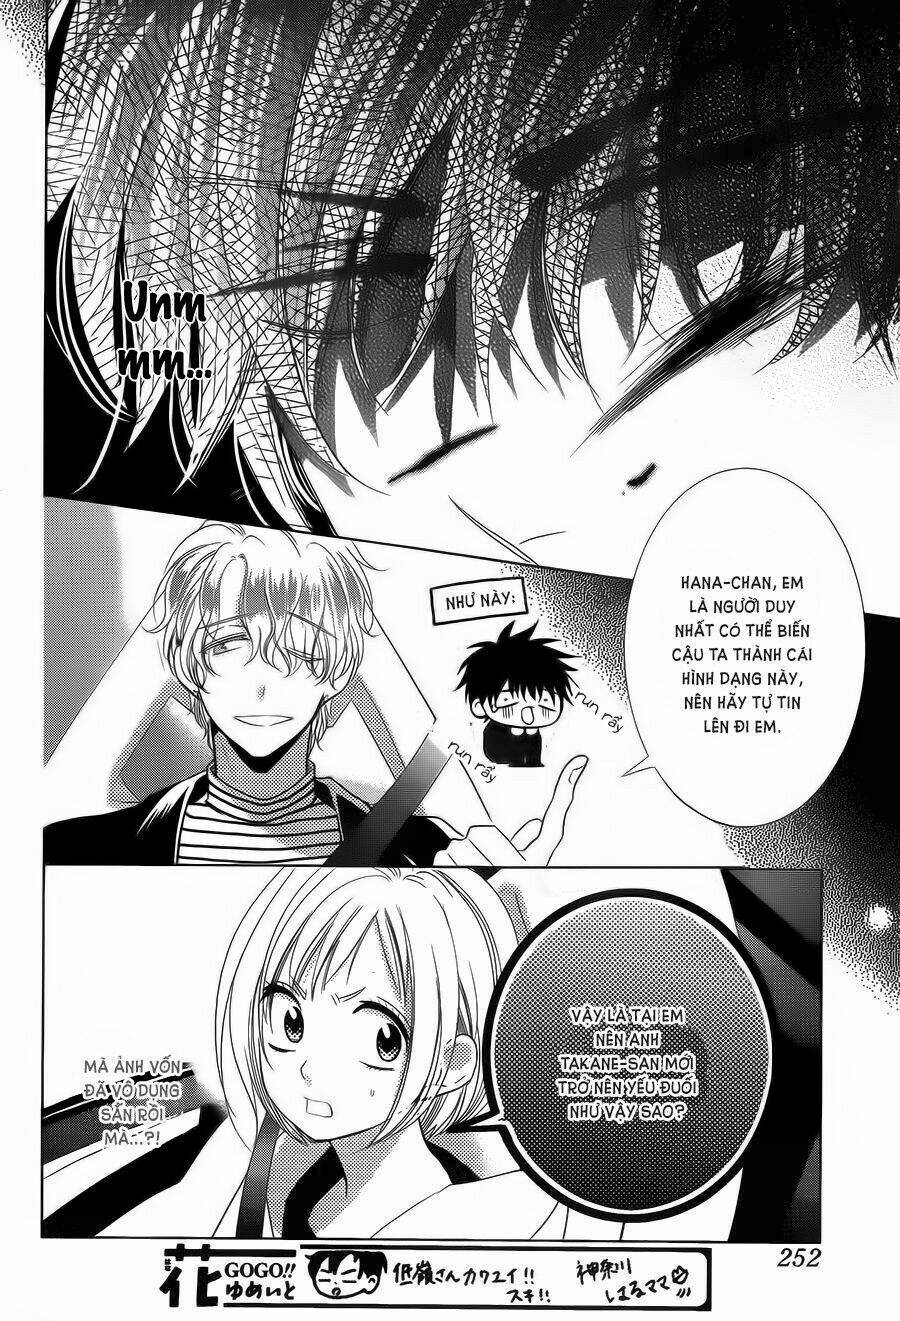 Unm
mm...
HANA-CHAN, EM
LÀ NGƯỜI DUY
NHẤT CÓ THỂ BIẾN
CẬU TA THÀNH CÁI
HÌNH DẠNG NÀY,
NÊN HÃY TỰ TIN
LÊN ĐI EM.
NHƯ NÀY:
run rẩy
run rẩy
VẬY LÀ TẠI EM
NÊN ANH
TAKANE-SAN MỚI
TRỞ NÊN YẾU ĐUỐI
NHƯ VẬY SAO?
MÀ ẢNH VỐN
ĐÃ VÔ DỤNG
SẴN RỒI
MÀ...?!
252
花
GOGO!!
ゆめいと
低嶺さんカワユイ!!
スキ!!
神奈川
はるママ